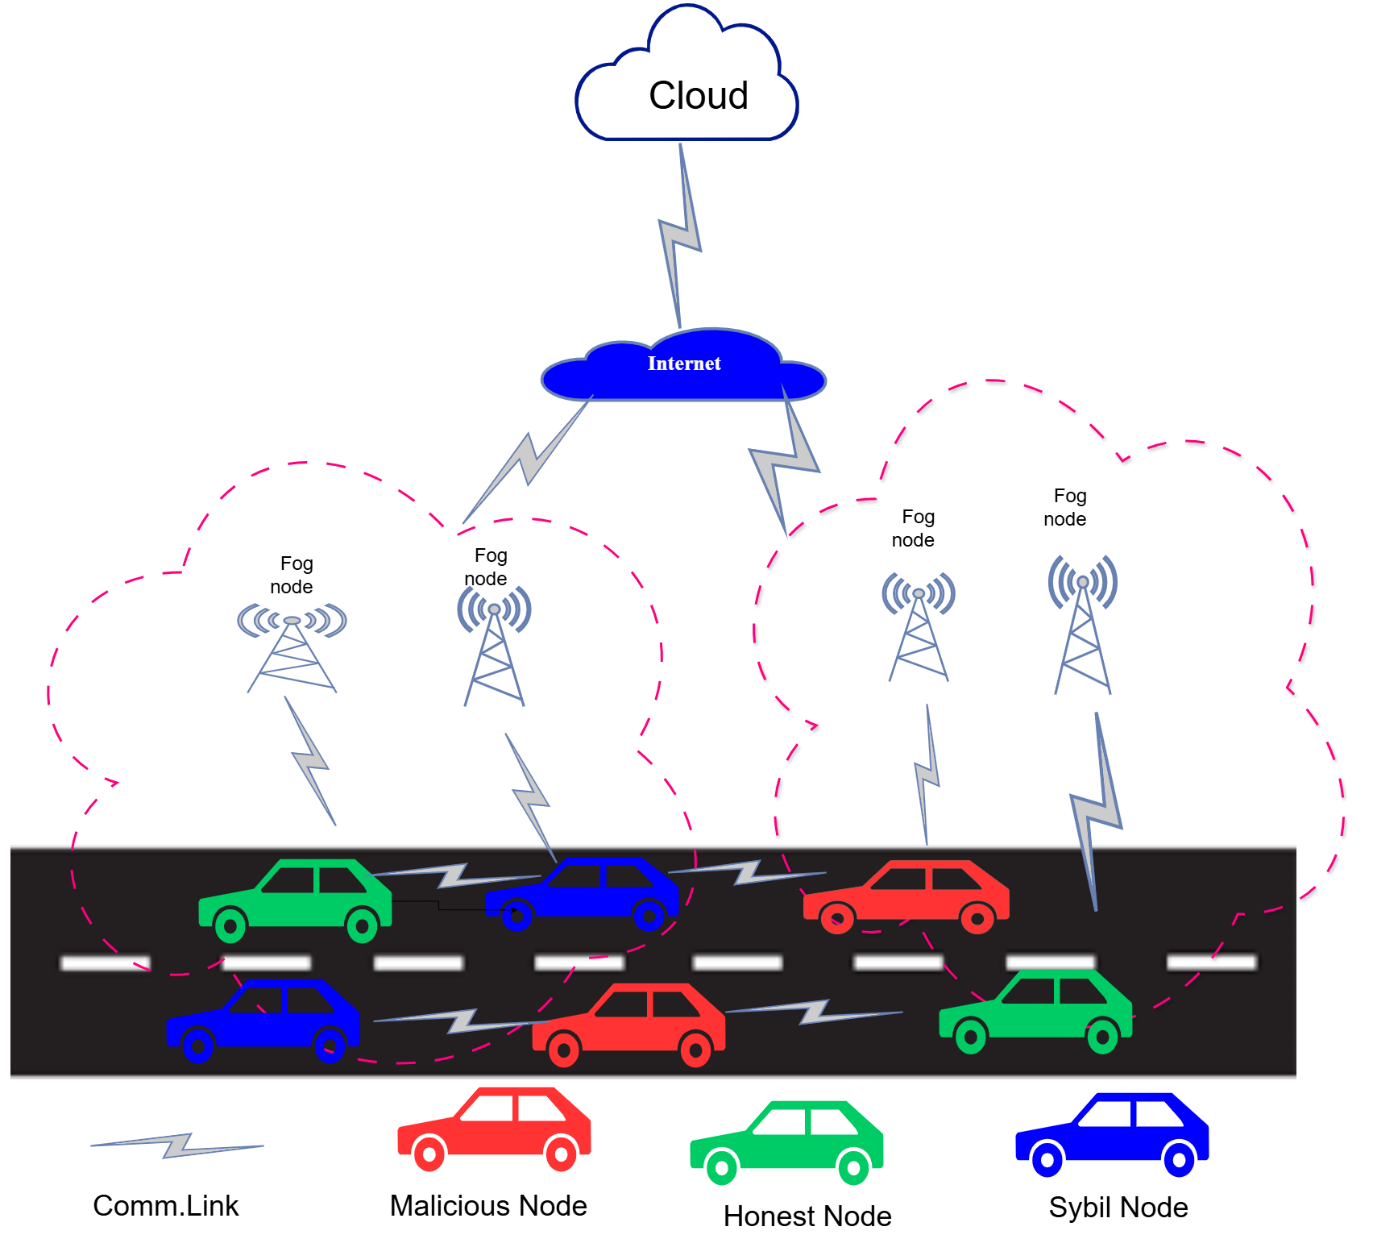 Cloud
Internet
Fog
node
Fog
node
Fog
node
Fog
node
Comm.Link
Malicious Node
Honest Node
Sybil Node